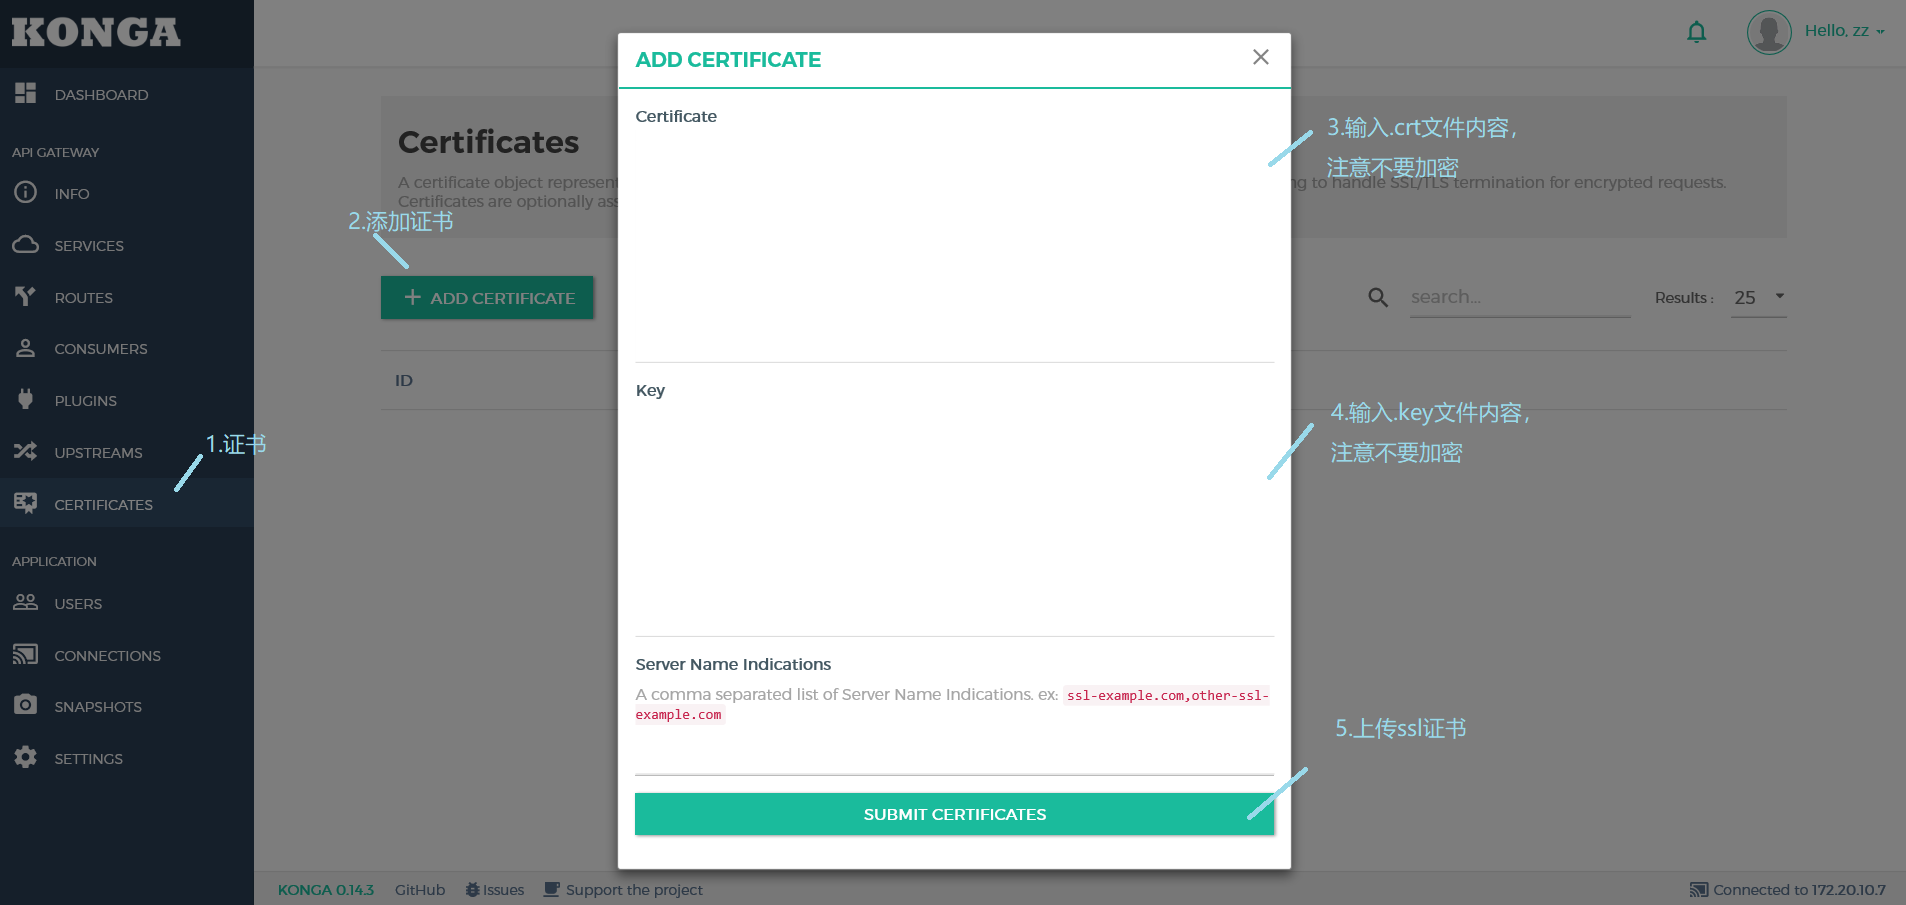 KONGA
DASHBOARD
API GATEWAY
INFO
SERVICES
ROUTES
CONSUMERS
PLUGINS
UPSTREAMS
CERTIFICATES
APPLICATION
USERS
CONNECTIONS
SNAPSHOTS
SETTINGS
1.证书
Hello, zz
Certificates
A certificate object represent
ng to handle SSL/TLS termination for encrypted requests.
Certificates are optionally ass
2.添加证书
ADD CERTIFICATE
search...
Results :
25
ID
ADD CERTIFICATE
Certificate
3.输入.crt文件内容,
注意不要加密
Key
4.输入.key文件内容,
注意不要加密
Server Name Indications
A comma separated list of Server Name Indications. ex: ssl-example.com,other-ssl-
example.com
5.上传ssl证书
SUBMIT CERTIFICATES
KONGA 0.14.3
GitHub
Issues
Support the project
Connected to 172.20.10.7